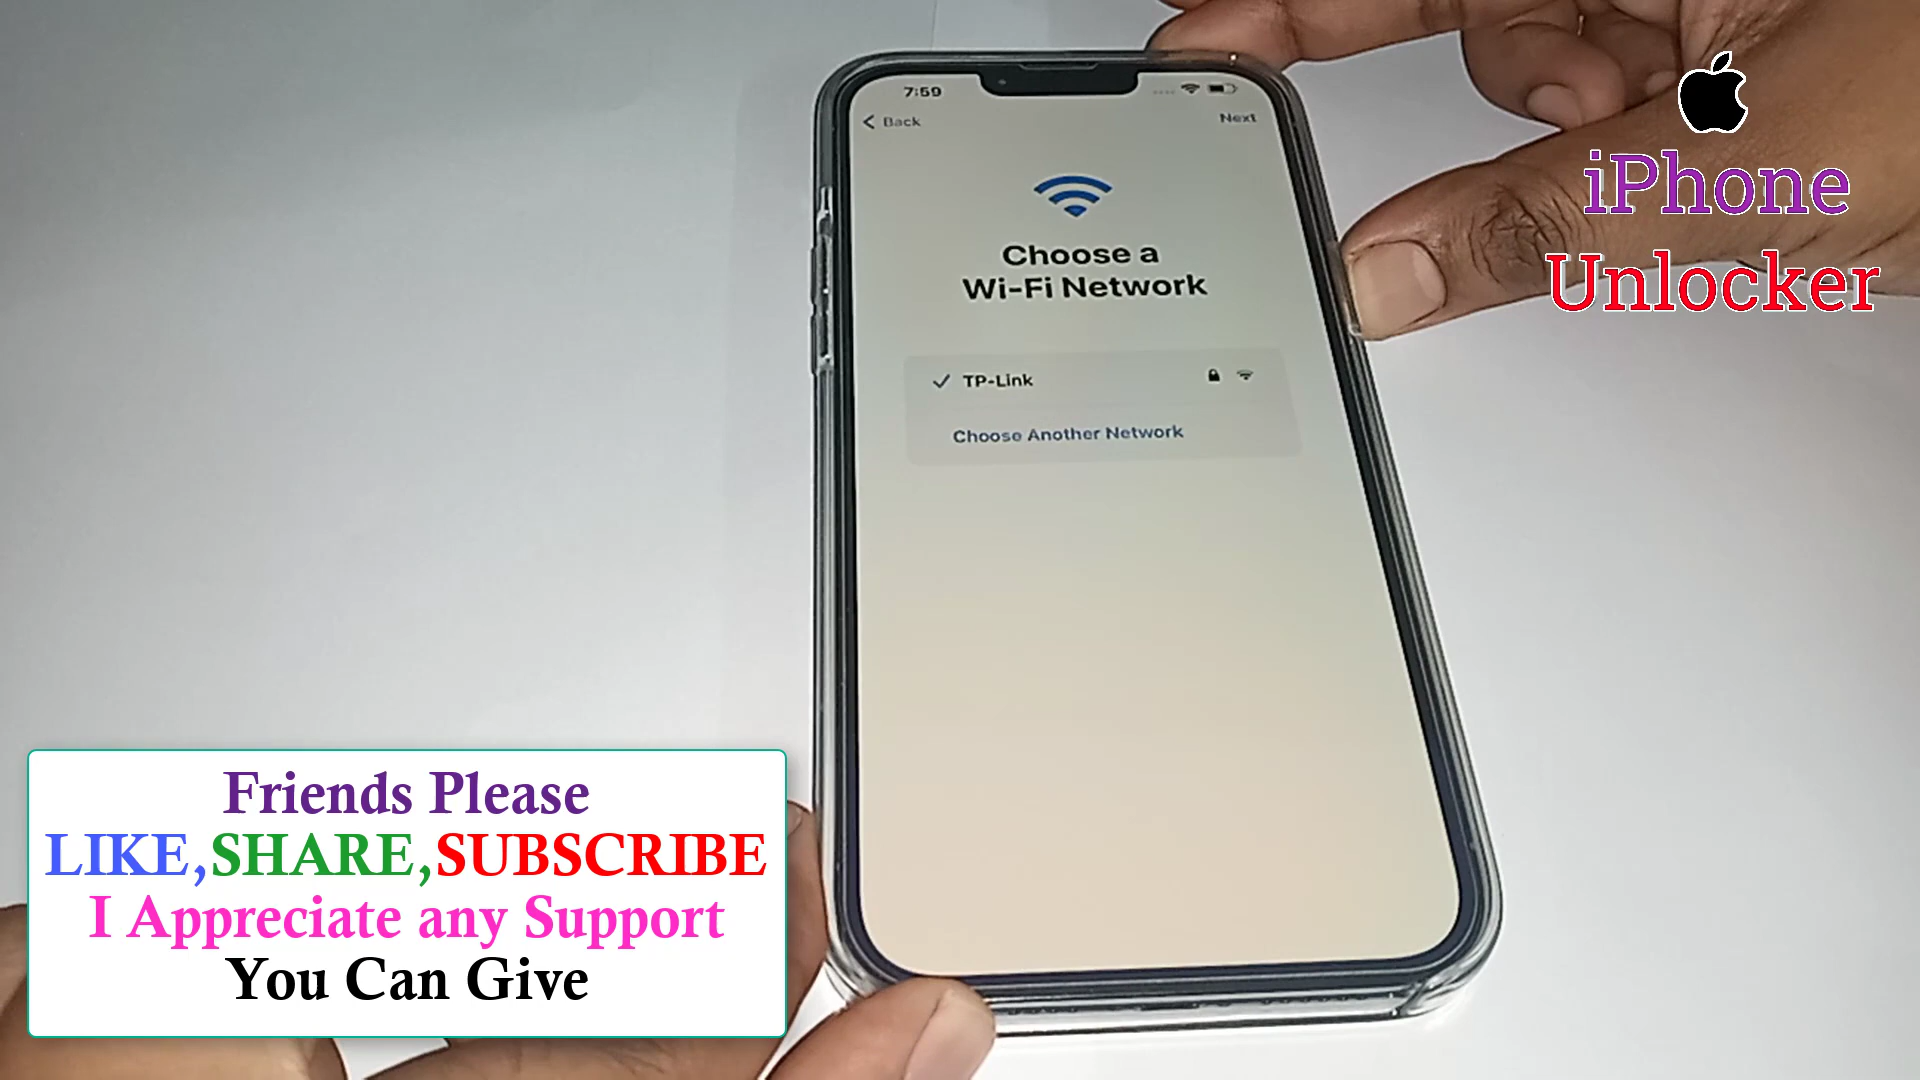 7:59
Back
Next
Choose a
Wi-Fi Network
TP-Link
Choose Another Network
iPhone
Unlocker
Friends Please
LIKE,SHARE,SUBSCRIBE
I Appreciate any Support
You Can Give